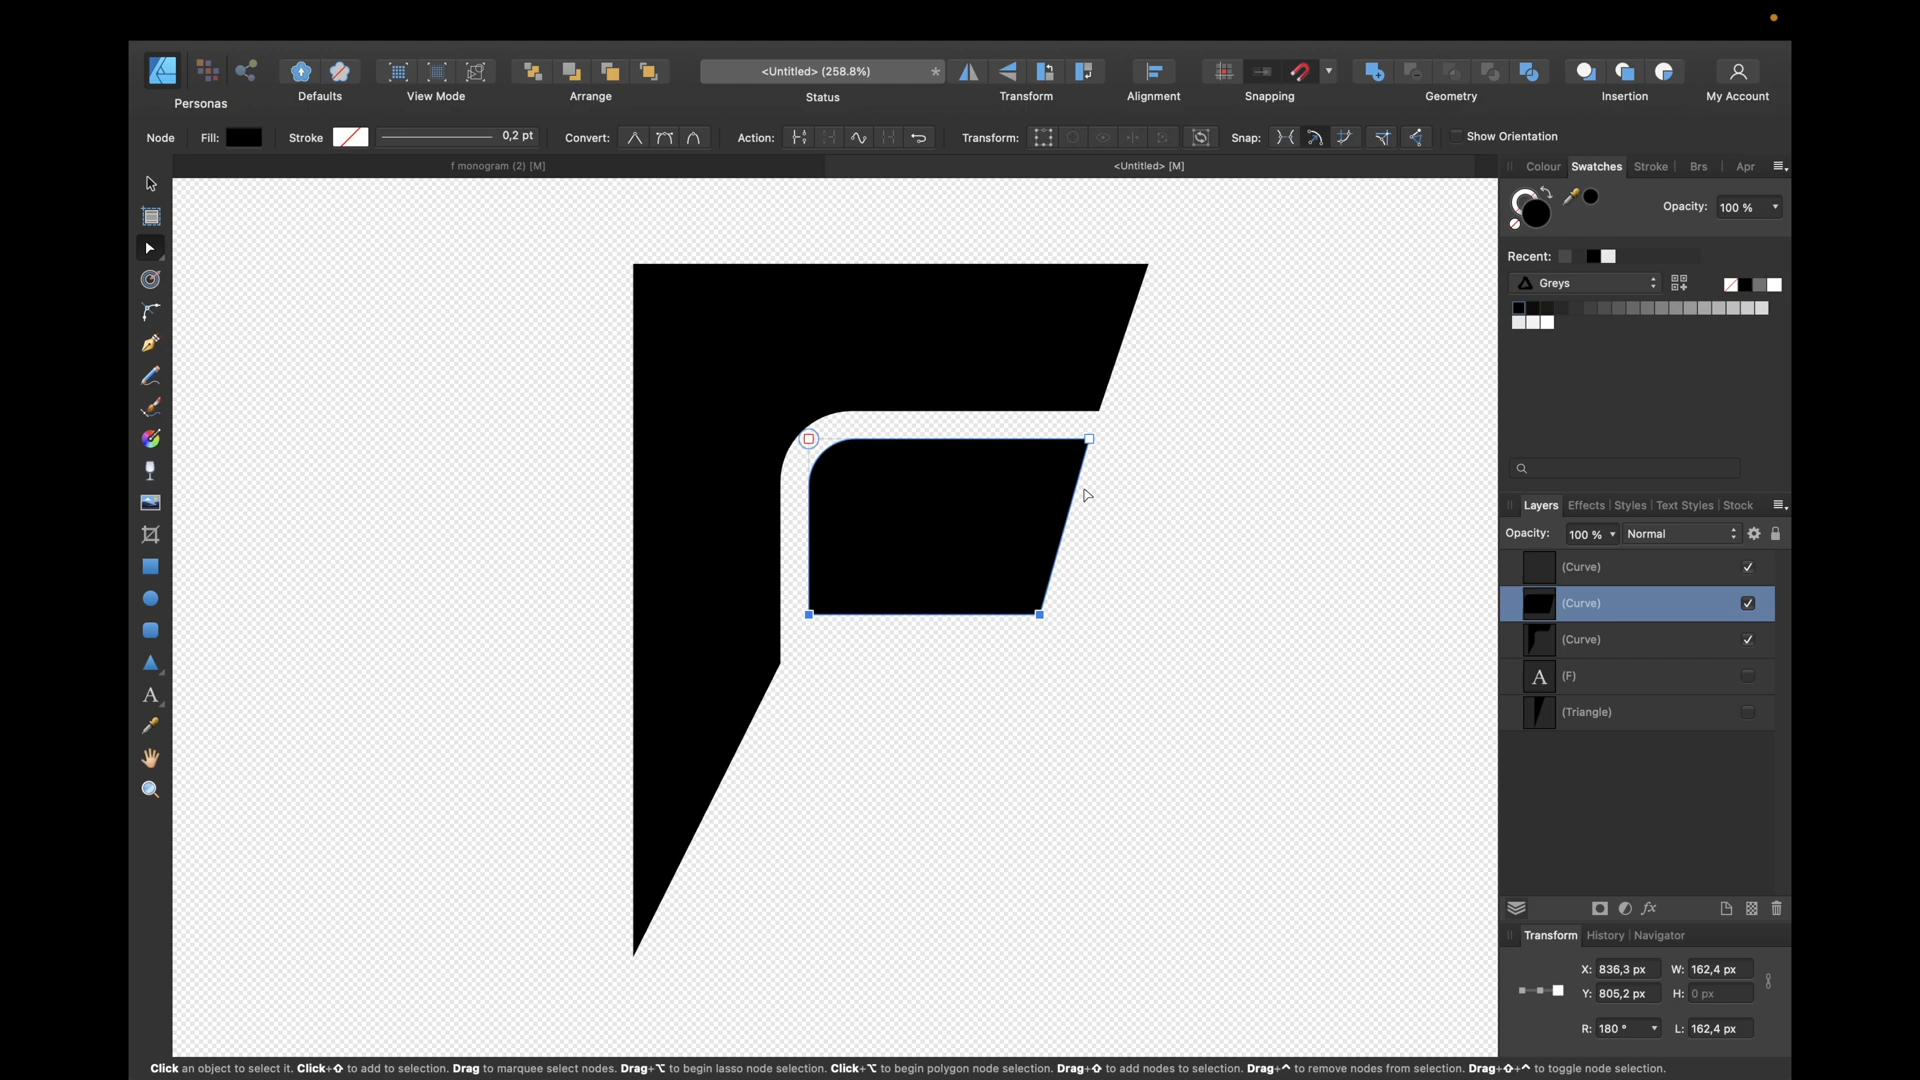 <Untitled> (258.8%)
*
Personas
Defaults
View Mode
Arrange
Status
Transform
Alignment
Snapping
Geometry
Insertion
My Account
Node
Fill:
Stroke
0,2 pt
Convert:
Action:
Transform:
Snap:
Show Orientation
f monogram (2) [M]
<Untitled> [M]
Colour
Swatches
Stroke
Brs
Apr
Opacity:
100 %
Recent:
Greys
Layers
Effects
Styles
Text Styles
Stock
Opacity:
100 %
Normal
(Curve)
(Curve)
(Curve)
A
(F)
(Triangle)
A
fx
Transform
History
Navigator
X:
836,3 px
W:
162,4 px
Y:
805,2 px
H:
0 px
R:
180 °
L:
162,4 px
Click an object to select it. Click+⇧ to add to selection. Drag to marquee select nodes. Drag+⌥ to begin lasso node selection. Click+⌥ to begin polygon node selection. Drag+⇧ to add nodes to selection. Drag+^ to remove nodes from selection. Drag+⇧+^ to toggle node selection.